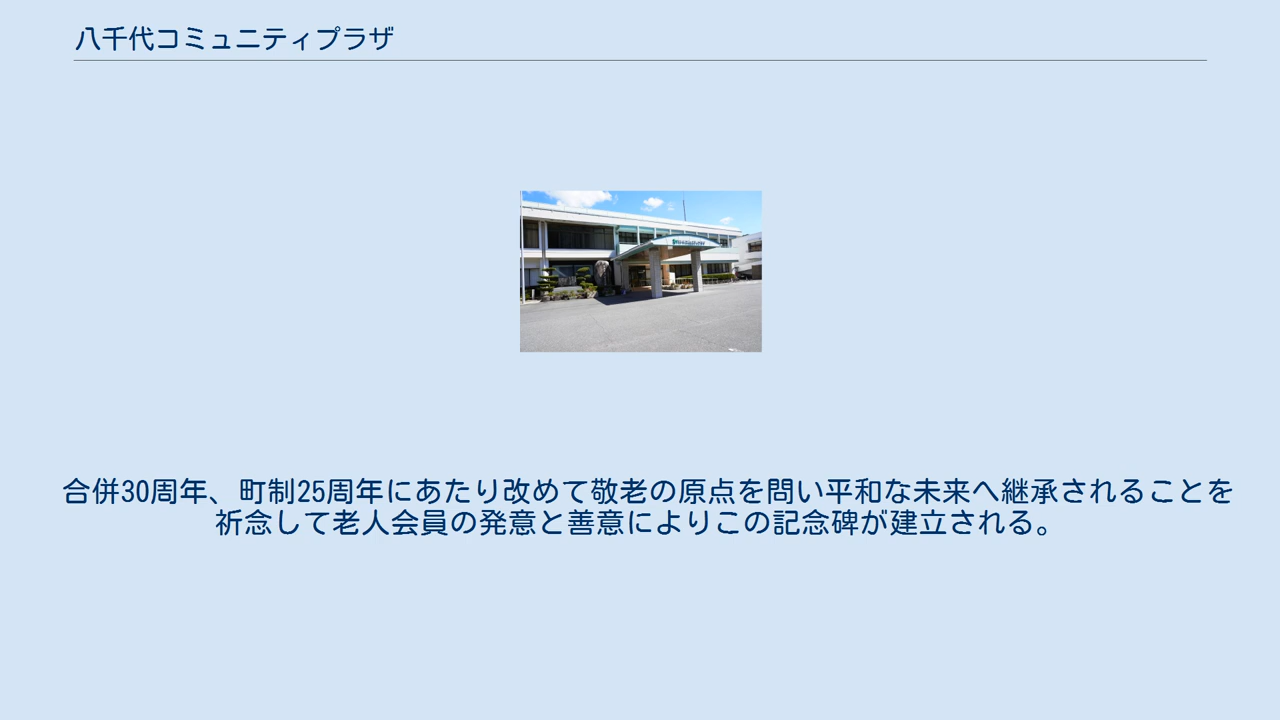 八千代コミュニティプラザ
合併30周年、町制25周年にあたり改めて敬老の原点を問い平和な未来へ継承されることを
祈念して老人会員の発意と善意によりこの記念碑が建立される。